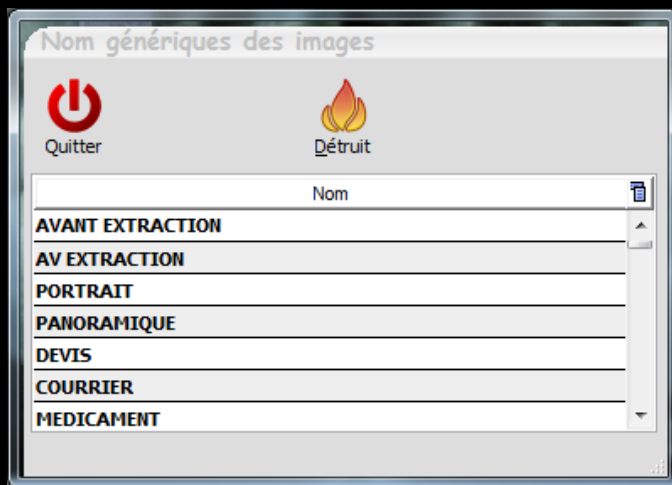 Nom génériques des images
Quitter Détruit
Nom
AVANT EXTRACTION
AV EXTRACTION
PORTRAIT
PANORAMIQUE
DEVIS
COURRIER
MEDICAMENT